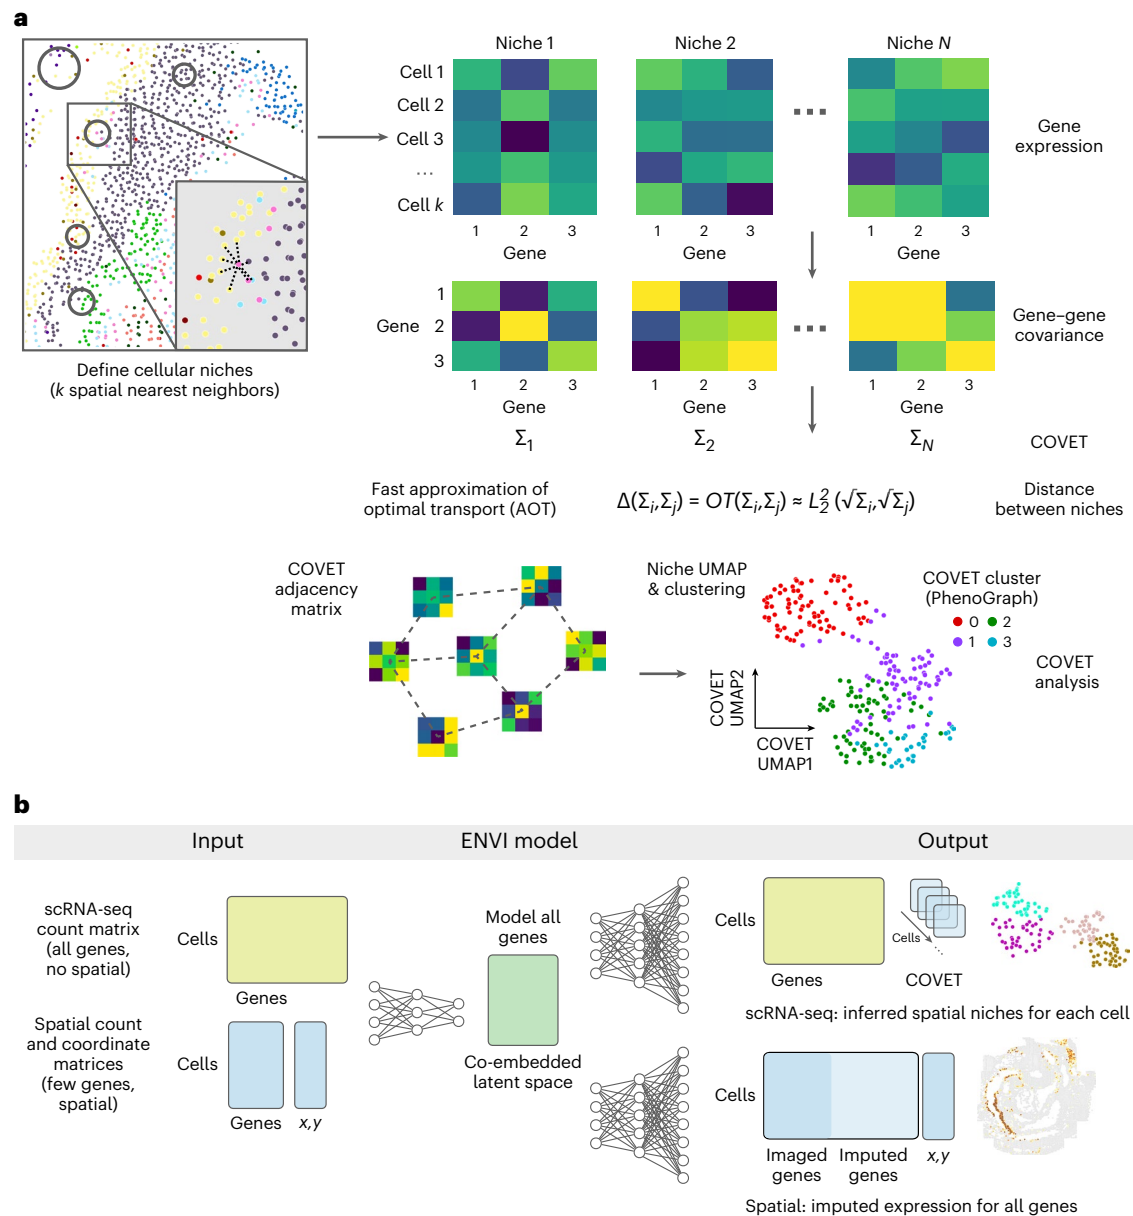 a
Niche 1
Niche 2
Niche N
Cell 1
Cell 2
Cell 3
...
Cell k
Gene
expression
1 2 3
1 2 3
1 2 3
Gene
Gene
Gene
Define cellular niches
(k spatial nearest neighbors)
Gene
1
2
3
Gene–gene
covariance
1 2 3
1 2 3
1 2 3
Gene
Gene
Gene
Σ1
Σ2
ΣN
COVET
Fast approximation of
optimal transport (AOT)
Δ(Σi,Σj) = OT(Σi,Σj) ≈ L₂² (√Σi,√Σj)
Distance
between niches
COVET
adjacency
matrix
Niche UMAP
& clustering
COVET cluster
(PhenoGraph)
0 2
1 3
COVET
UMAP2
COVET
UMAP1
COVET
analysis
b
Input
ENVI model
Output
scRNA-seq
count matrix
(all genes,
no spatial)
Cells
Genes
Spatial count
and coordinate
matrices
(few genes,
spatial)
Cells
Genes
x,y
Model all
genes
Co-embedded
latent space
Cells
Genes
Cells
COVET
scRNA-seq: inferred spatial niches for each cell
Cells
Imaged
genes
Imputed
genes
x,y
Spatial: imputed expression for all genes